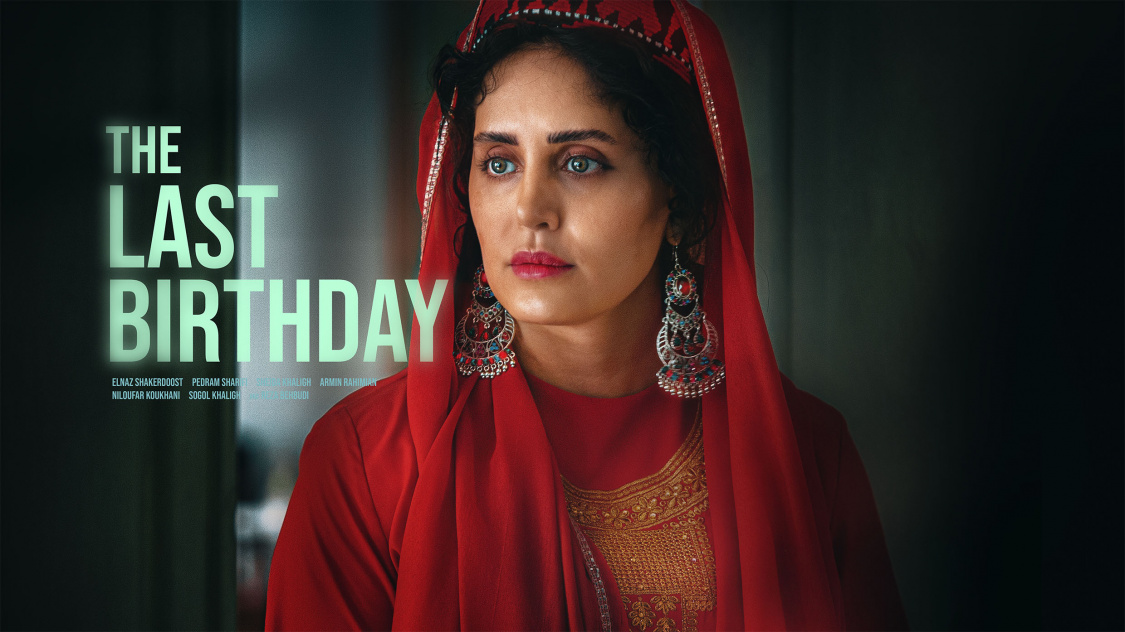 THE
LAST
BIRTHDAY
ELNAZ SHAKERDOOST PEDRAM KHALIGH ARMIN RAHIMIAN
NILOUFAR KOUKHANI SOGOL KHALIGH